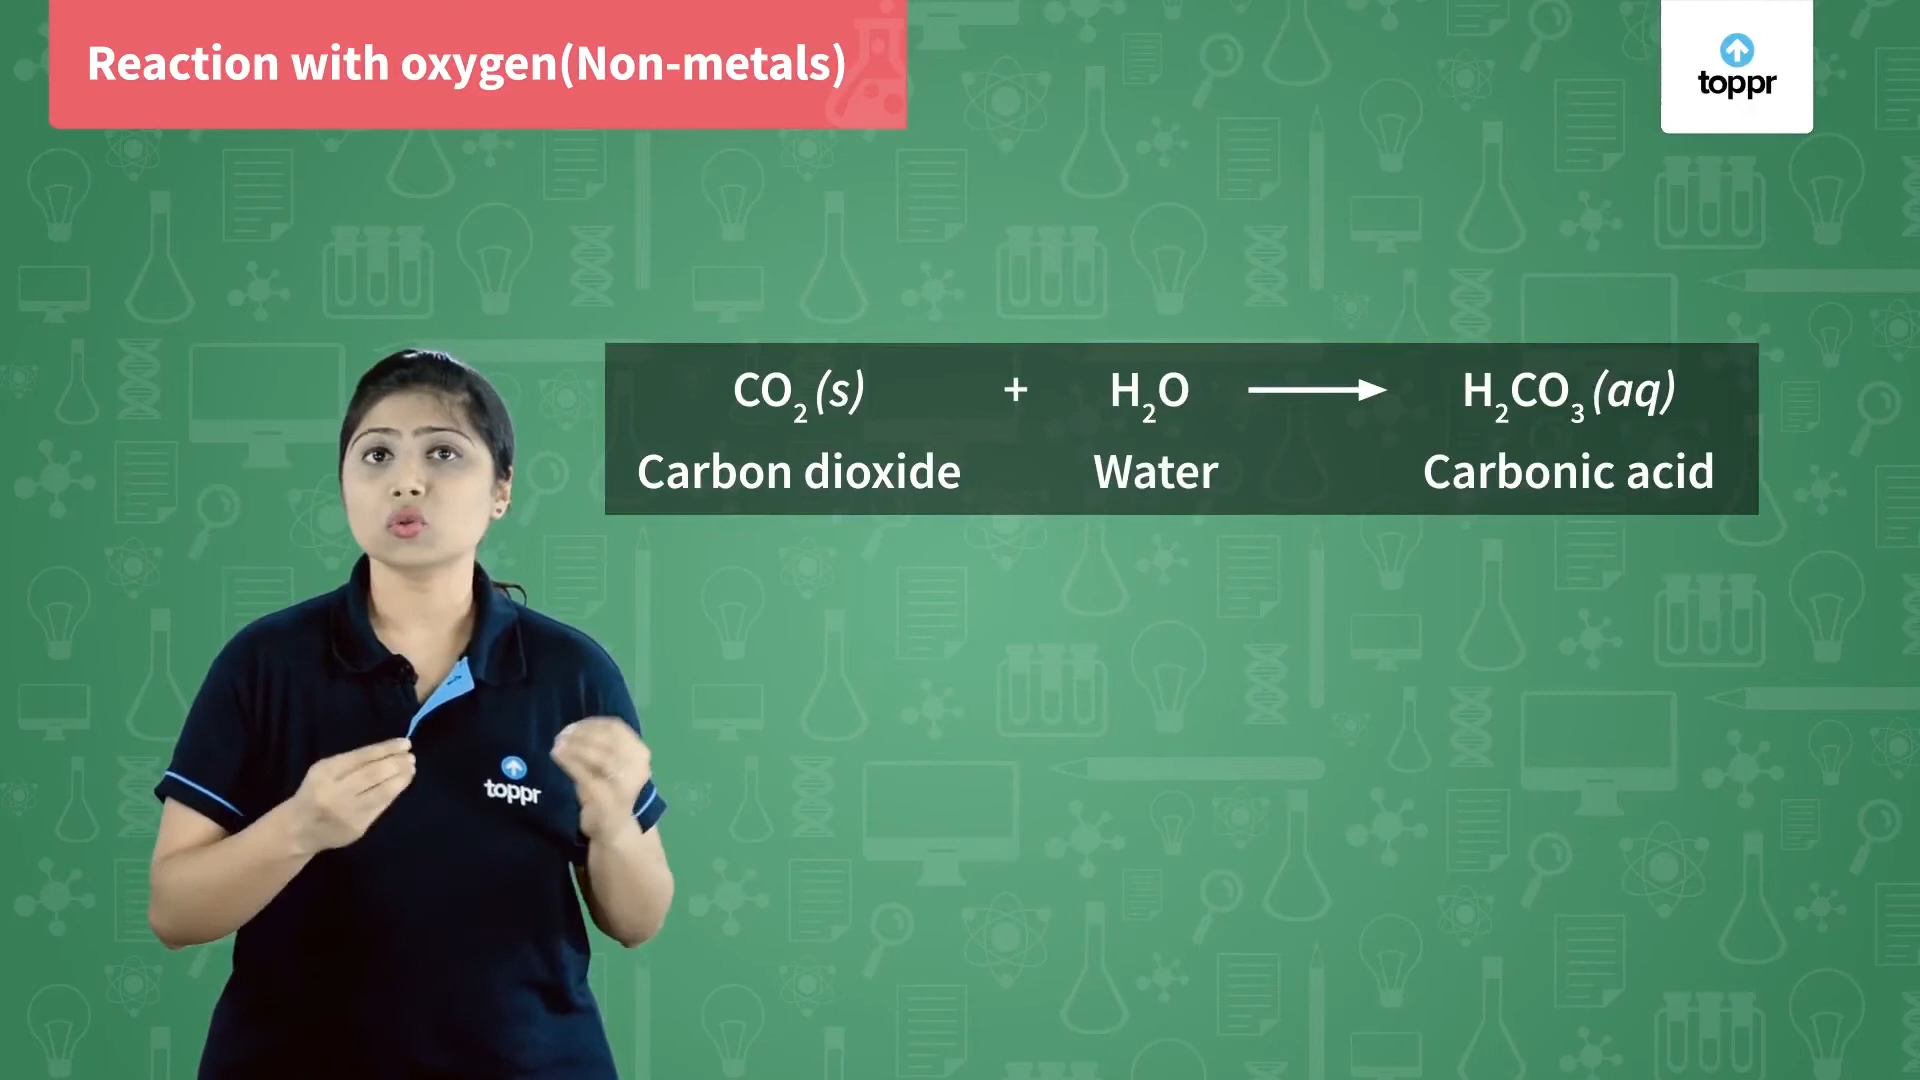 Reaction with oxygen(Non-metals)
toppr
CO₂(s) + H₂O ⟶ H₂CO₃(aq)
Carbon dioxide Water Carbonic acid
toppr